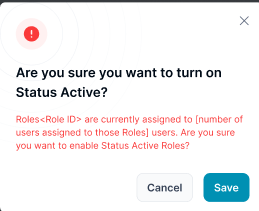 Are you sure you want to turn on
Status Active?
Roles<Role ID> are currently assigned to [number of
users assigned to those Roles] users. Are you sure
you want to enable Status Active Roles?
Cancel
Save